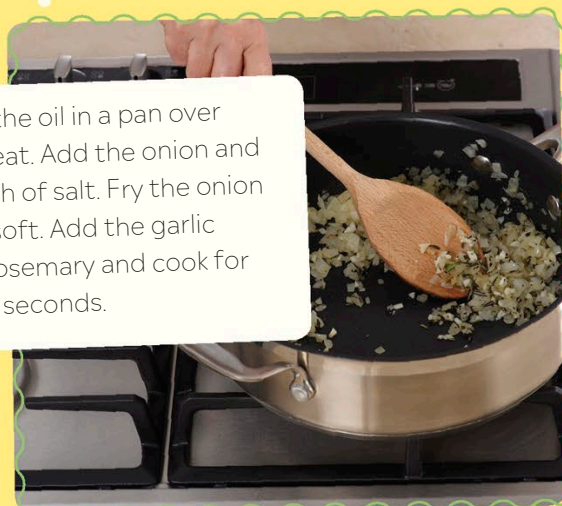 the oil in a pan over
eat. Add the onion and
h of salt. Fry the onion
soft. Add the garlic
osemary and cook for
seconds.